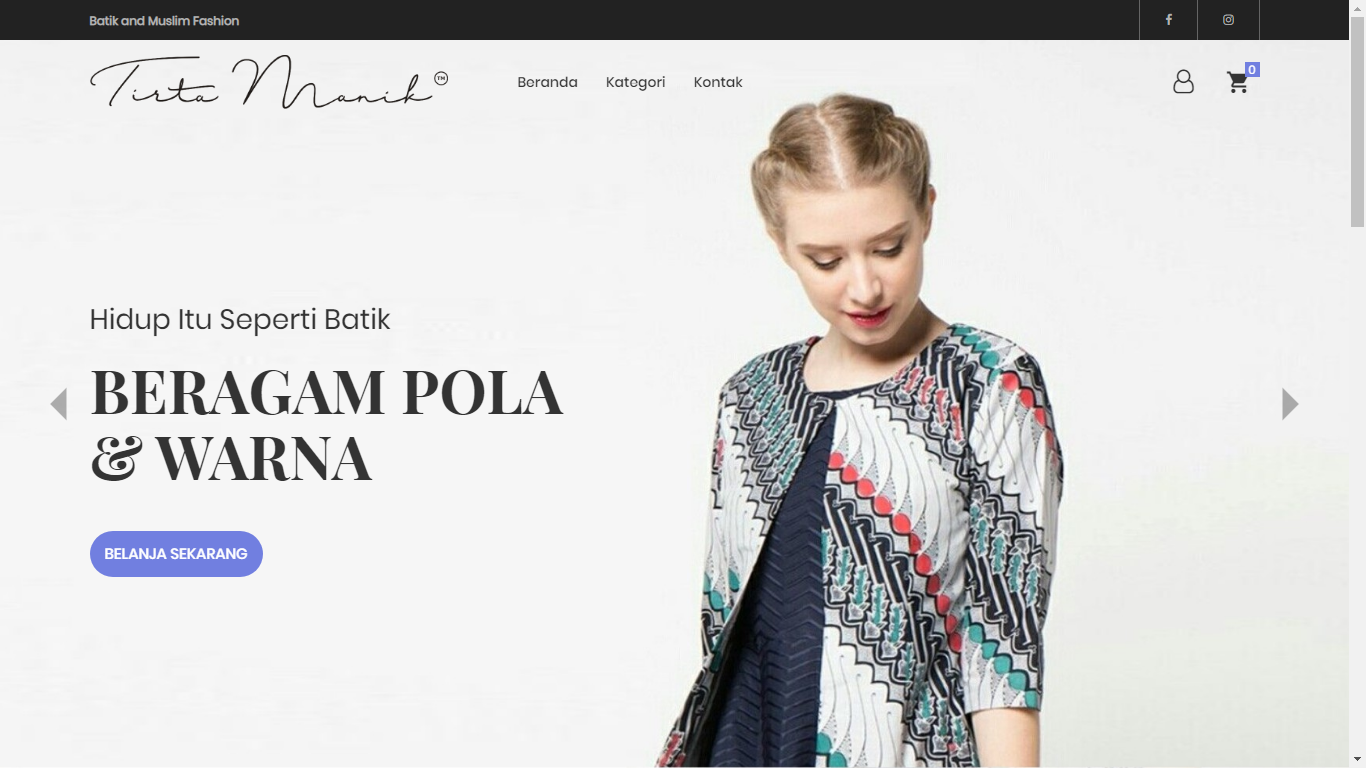 Batik and Muslim Fashion
Tirta Manik™
Beranda Kategori Kontak
0
Hidup Itu Seperti Batik
BERAGAM POLA
& WARNA
BELANJA SEKARANG